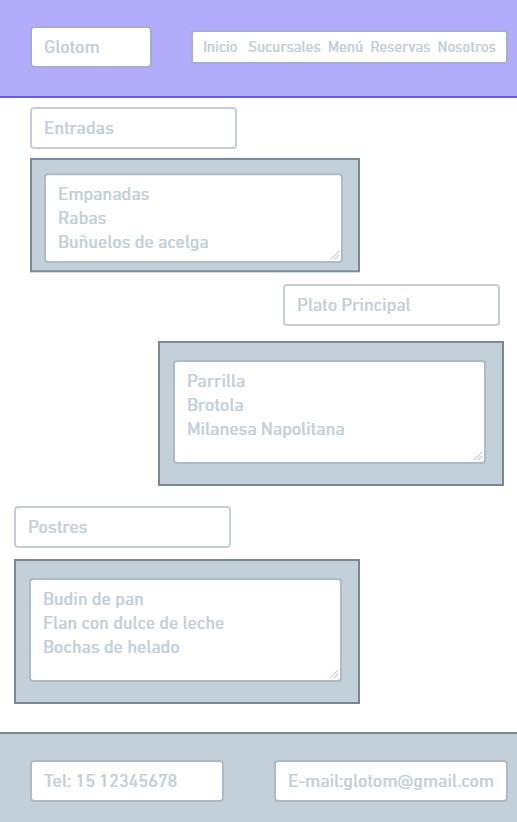 Glotom
Inicio Sucursales Menú Reservas Nosotros
Entradas
Empanadas
Rabas
Buñuelos de acelga
Plato Principal
Parrilla
Brotola
Milanesa Napolitana
Postres
Budin de pan
Flan con dulce de leche
Bochas de helado
Tel: 15 12345678
E-mail:glotom@gmail.com